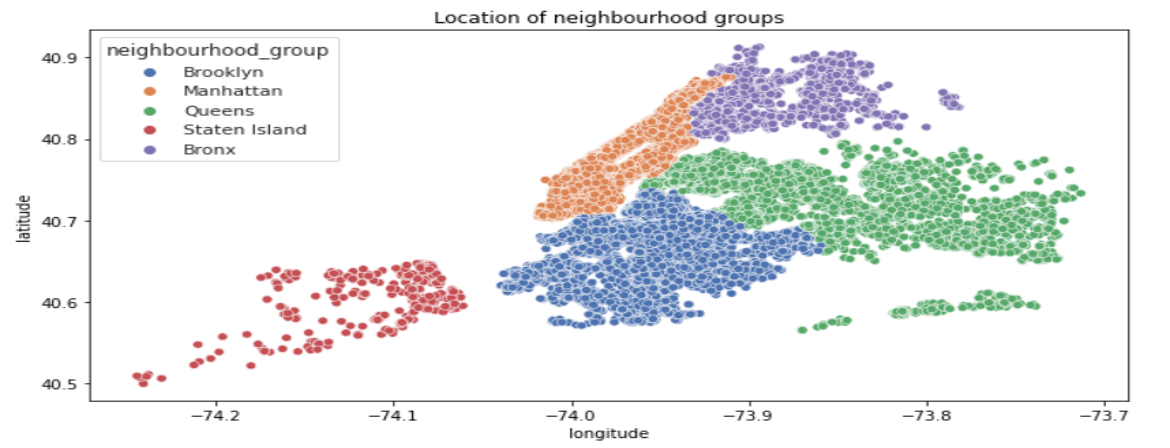 Location of neighbourhood groups
neighbourhood_group
Brooklyn
Manhattan
Queens
Staten Island
Bronx
latitude
40.9
40.8
40.7
40.6
40.5
−74.2 −74.1 −74.0 −73.9 −73.8 −73.7
longitude